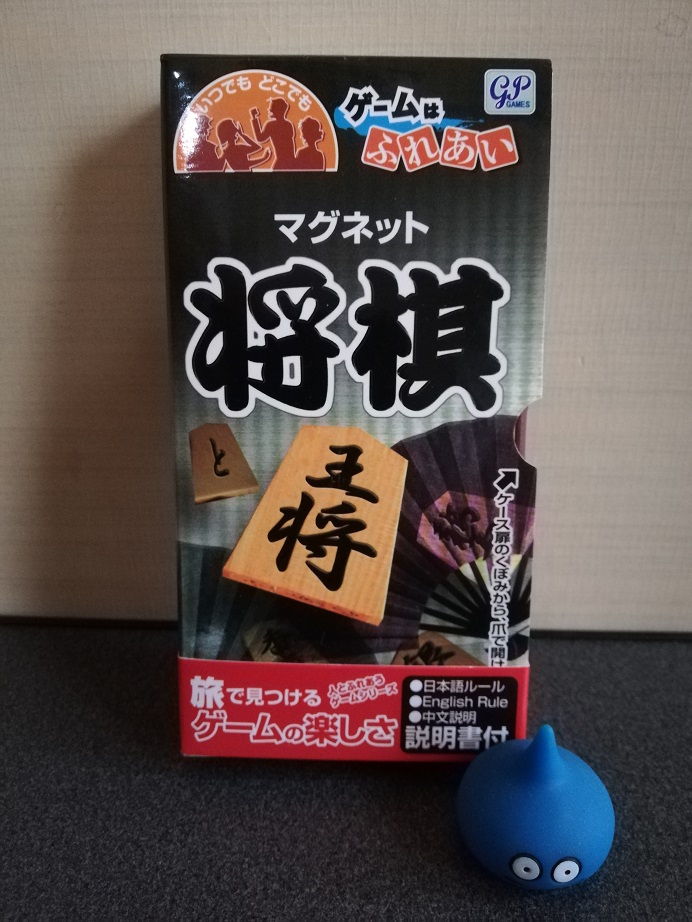 いつでも どこでも
ゲームは
ふれあい
GP
GAMES
マグネット
将棋
と
王将
ケース扉のくぼみから、爪で開け
旅で見つける
人とふれあう
ゲームシリーズ
ゲームの楽しさ
●日本語ルール
●English Rule
●中文説明
説明書付